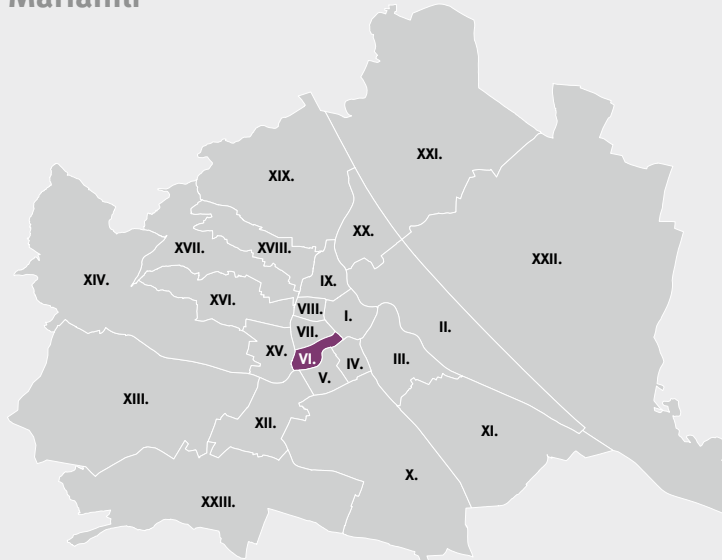 Mariahilf
XXI.
XIX.
XX.
XVII.
XVIII.
XXII.
XIV.
IX.
XVI.
VIII.
I.
II.
VII.
XV.
VI.
IV.
III.
V.
XIII.
XII.
XI.
X.
XXIII.